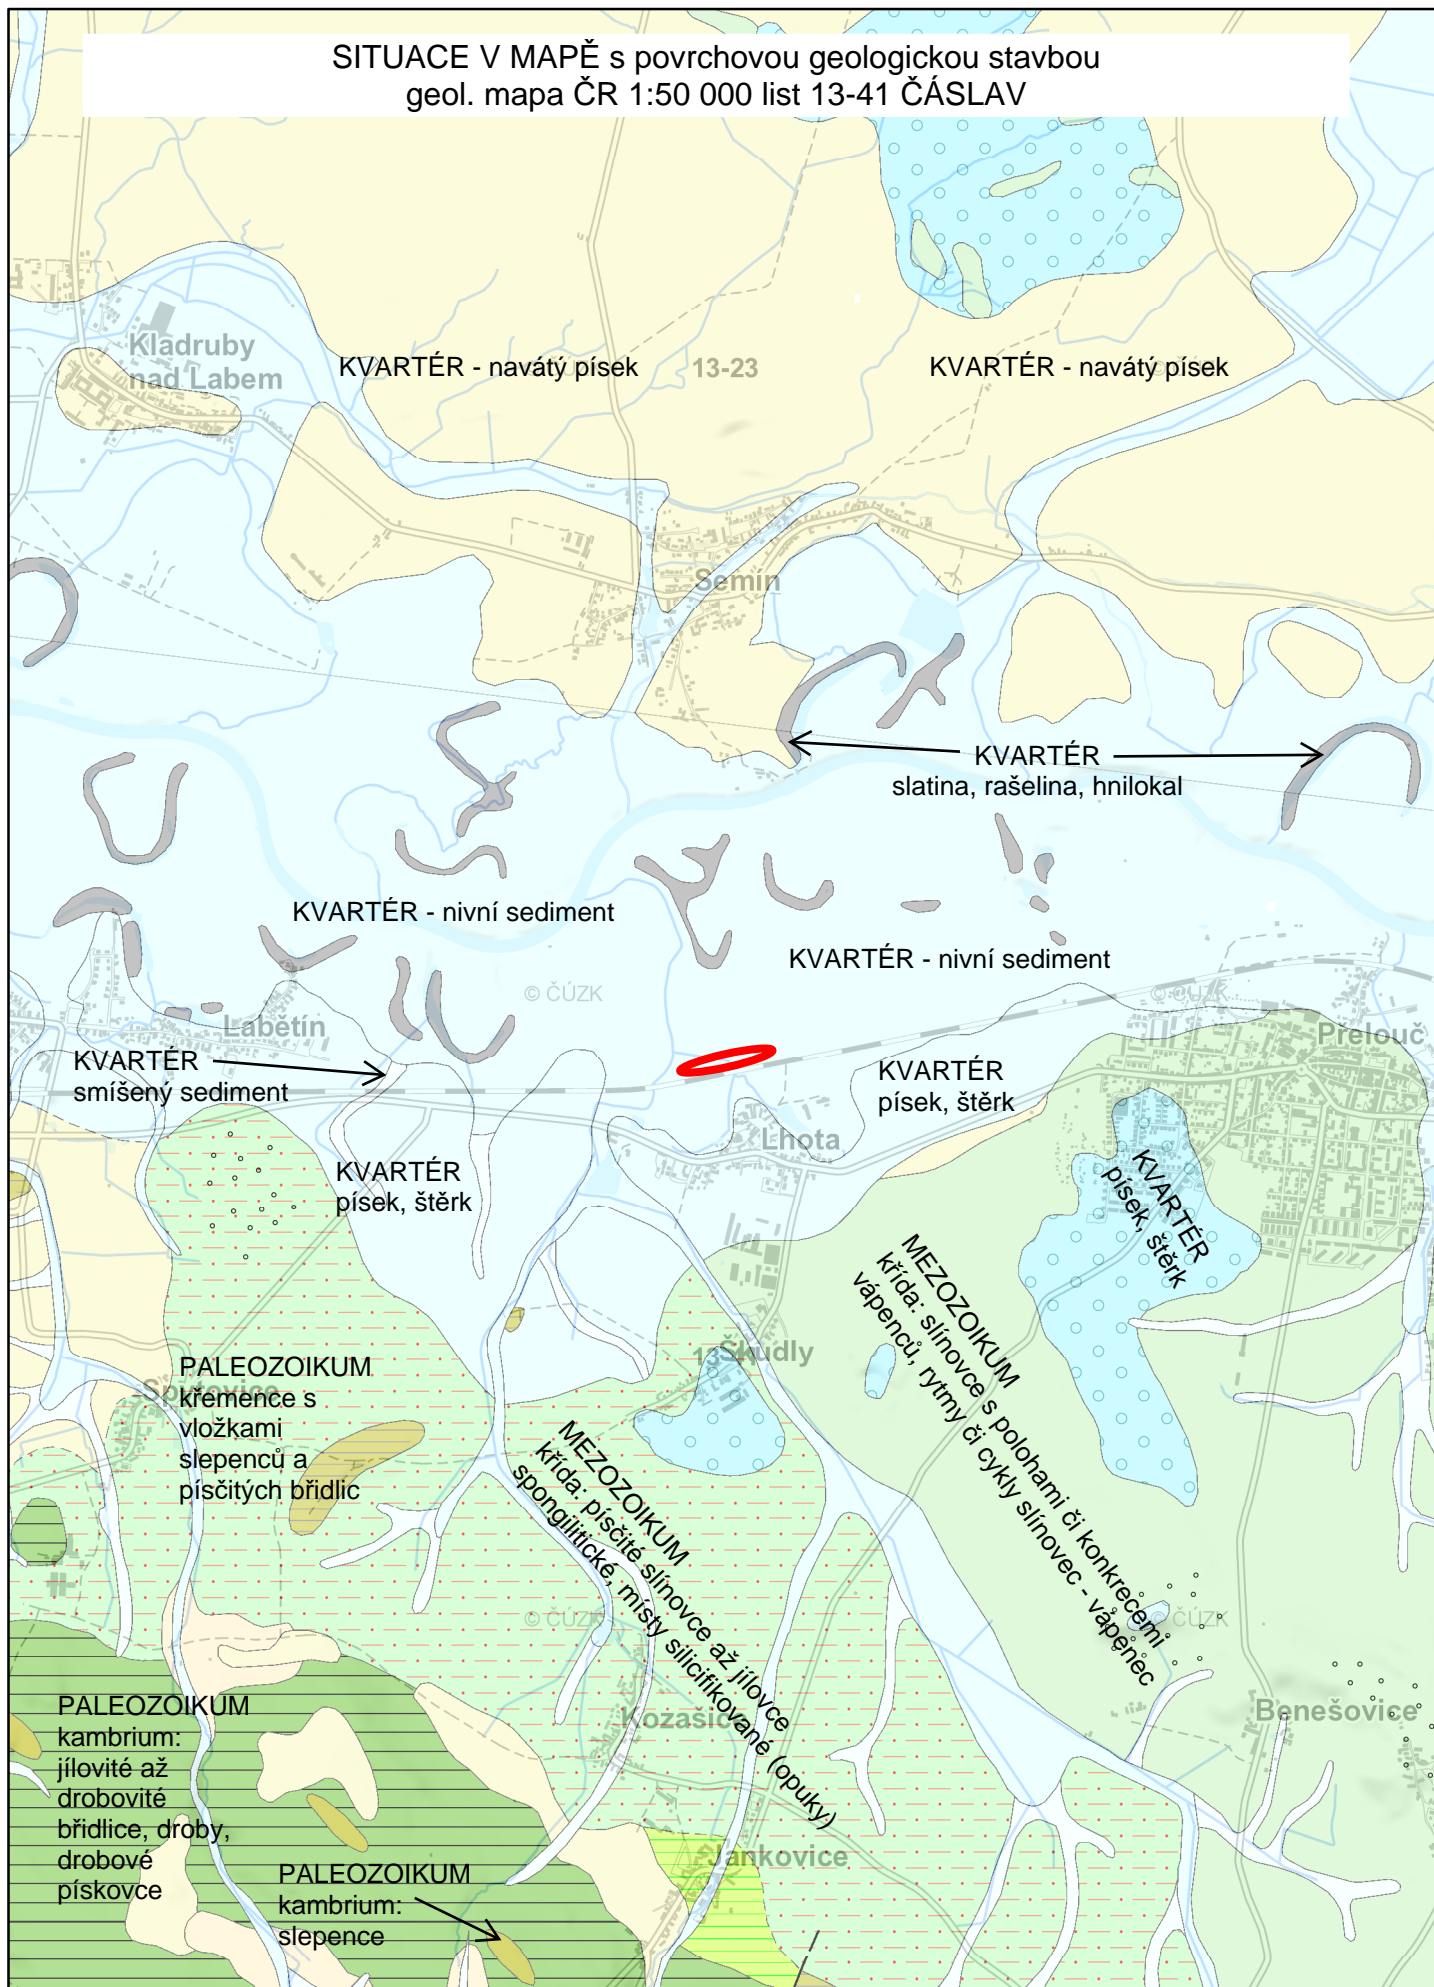 SITUACE V MAPĚ s povrchovou geologickou stavbou
geol. mapa ČR 1:50 000 list 13-41 ČÁSLAV
Kladruby
nad Labem
KVARTÉR - navátý písek
13-23
KVARTÉR - navátý písek
Semín
KVARTÉR
slatina, rašelina, hnilokal
KVARTÉR - nivní sediment
KVARTÉR - nivní sediment
© ČÚZK
© ČÚZK
Labětín
Přelouč
KVARTÉR
smíšený sediment
KVARTÉR
písek, štěrk
Lhota
KVARTÉR
písek, štěrk
KVARTÉR
písek, štěrk
MEZOZOIKUM
křída: slínovce s polohami či konkrecemi
vápenců, rytmy či cykly slínovec - vápenec
Škudly
PALEOZOIKUM
křemence s
vložkami
slepenců a
písčitých břidlic
Spytovice
MEZOZOIKUM
křída: písčité slínovce až jílovce
spongilitické, místy silicifikované (opuky)
© ČÚZK
© ČÚZK
PALEOZOIKUM
kambrium:
jílovité až
drobovité
břidlice, droby,
drobové
pískovce
Kozašice
Benešovice
Jankovice
PALEOZOIKUM
kambrium:
slepence